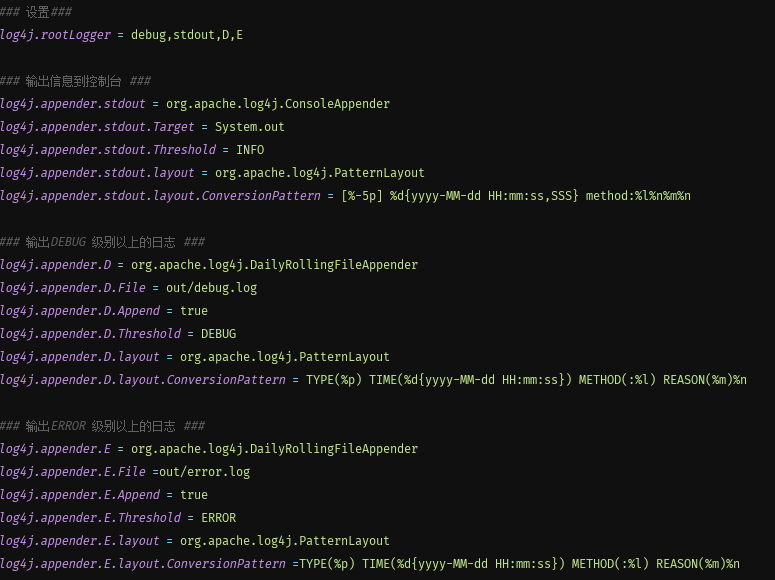 ### 设置###
log4j.rootLogger = debug,stdout,D,E
### 输出信息到控制台 ###
log4j.appender.stdout = org.apache.log4j.ConsoleAppender
log4j.appender.stdout.Target = System.out
log4j.appender.stdout.Threshold = INFO
log4j.appender.stdout.layout = org.apache.log4j.PatternLayout
log4j.appender.stdout.layout.ConversionPattern = [%-5p] %d{yyyy-MM-dd HH:mm:ss,SSS} method:%l%n%m%n
### 输出DEBUG 级别以上的日志 ###
log4j.appender.D = org.apache.log4j.DailyRollingFileAppender
log4j.appender.D.File = out/debug.log
log4j.appender.D.Append = true
log4j.appender.D.Threshold = DEBUG
log4j.appender.D.layout = org.apache.log4j.PatternLayout
log4j.appender.D.layout.ConversionPattern = TYPE(%p) TIME(%d{yyyy-MM-dd HH:mm:ss}) METHOD(:%l) REASON(%m)%n
### 输出ERROR 级别以上的日志 ###
log4j.appender.E = org.apache.log4j.DailyRollingFileAppender
log4j.appender.E.File =out/error.log
log4j.appender.E.Append = true
log4j.appender.E.Threshold = ERROR
log4j.appender.E.layout = org.apache.log4j.PatternLayout
log4j.appender.E.layout.ConversionPattern =TYPE(%p) TIME(%d{yyyy-MM-dd HH:mm:ss}) METHOD(:%l) REASON(%m)%n